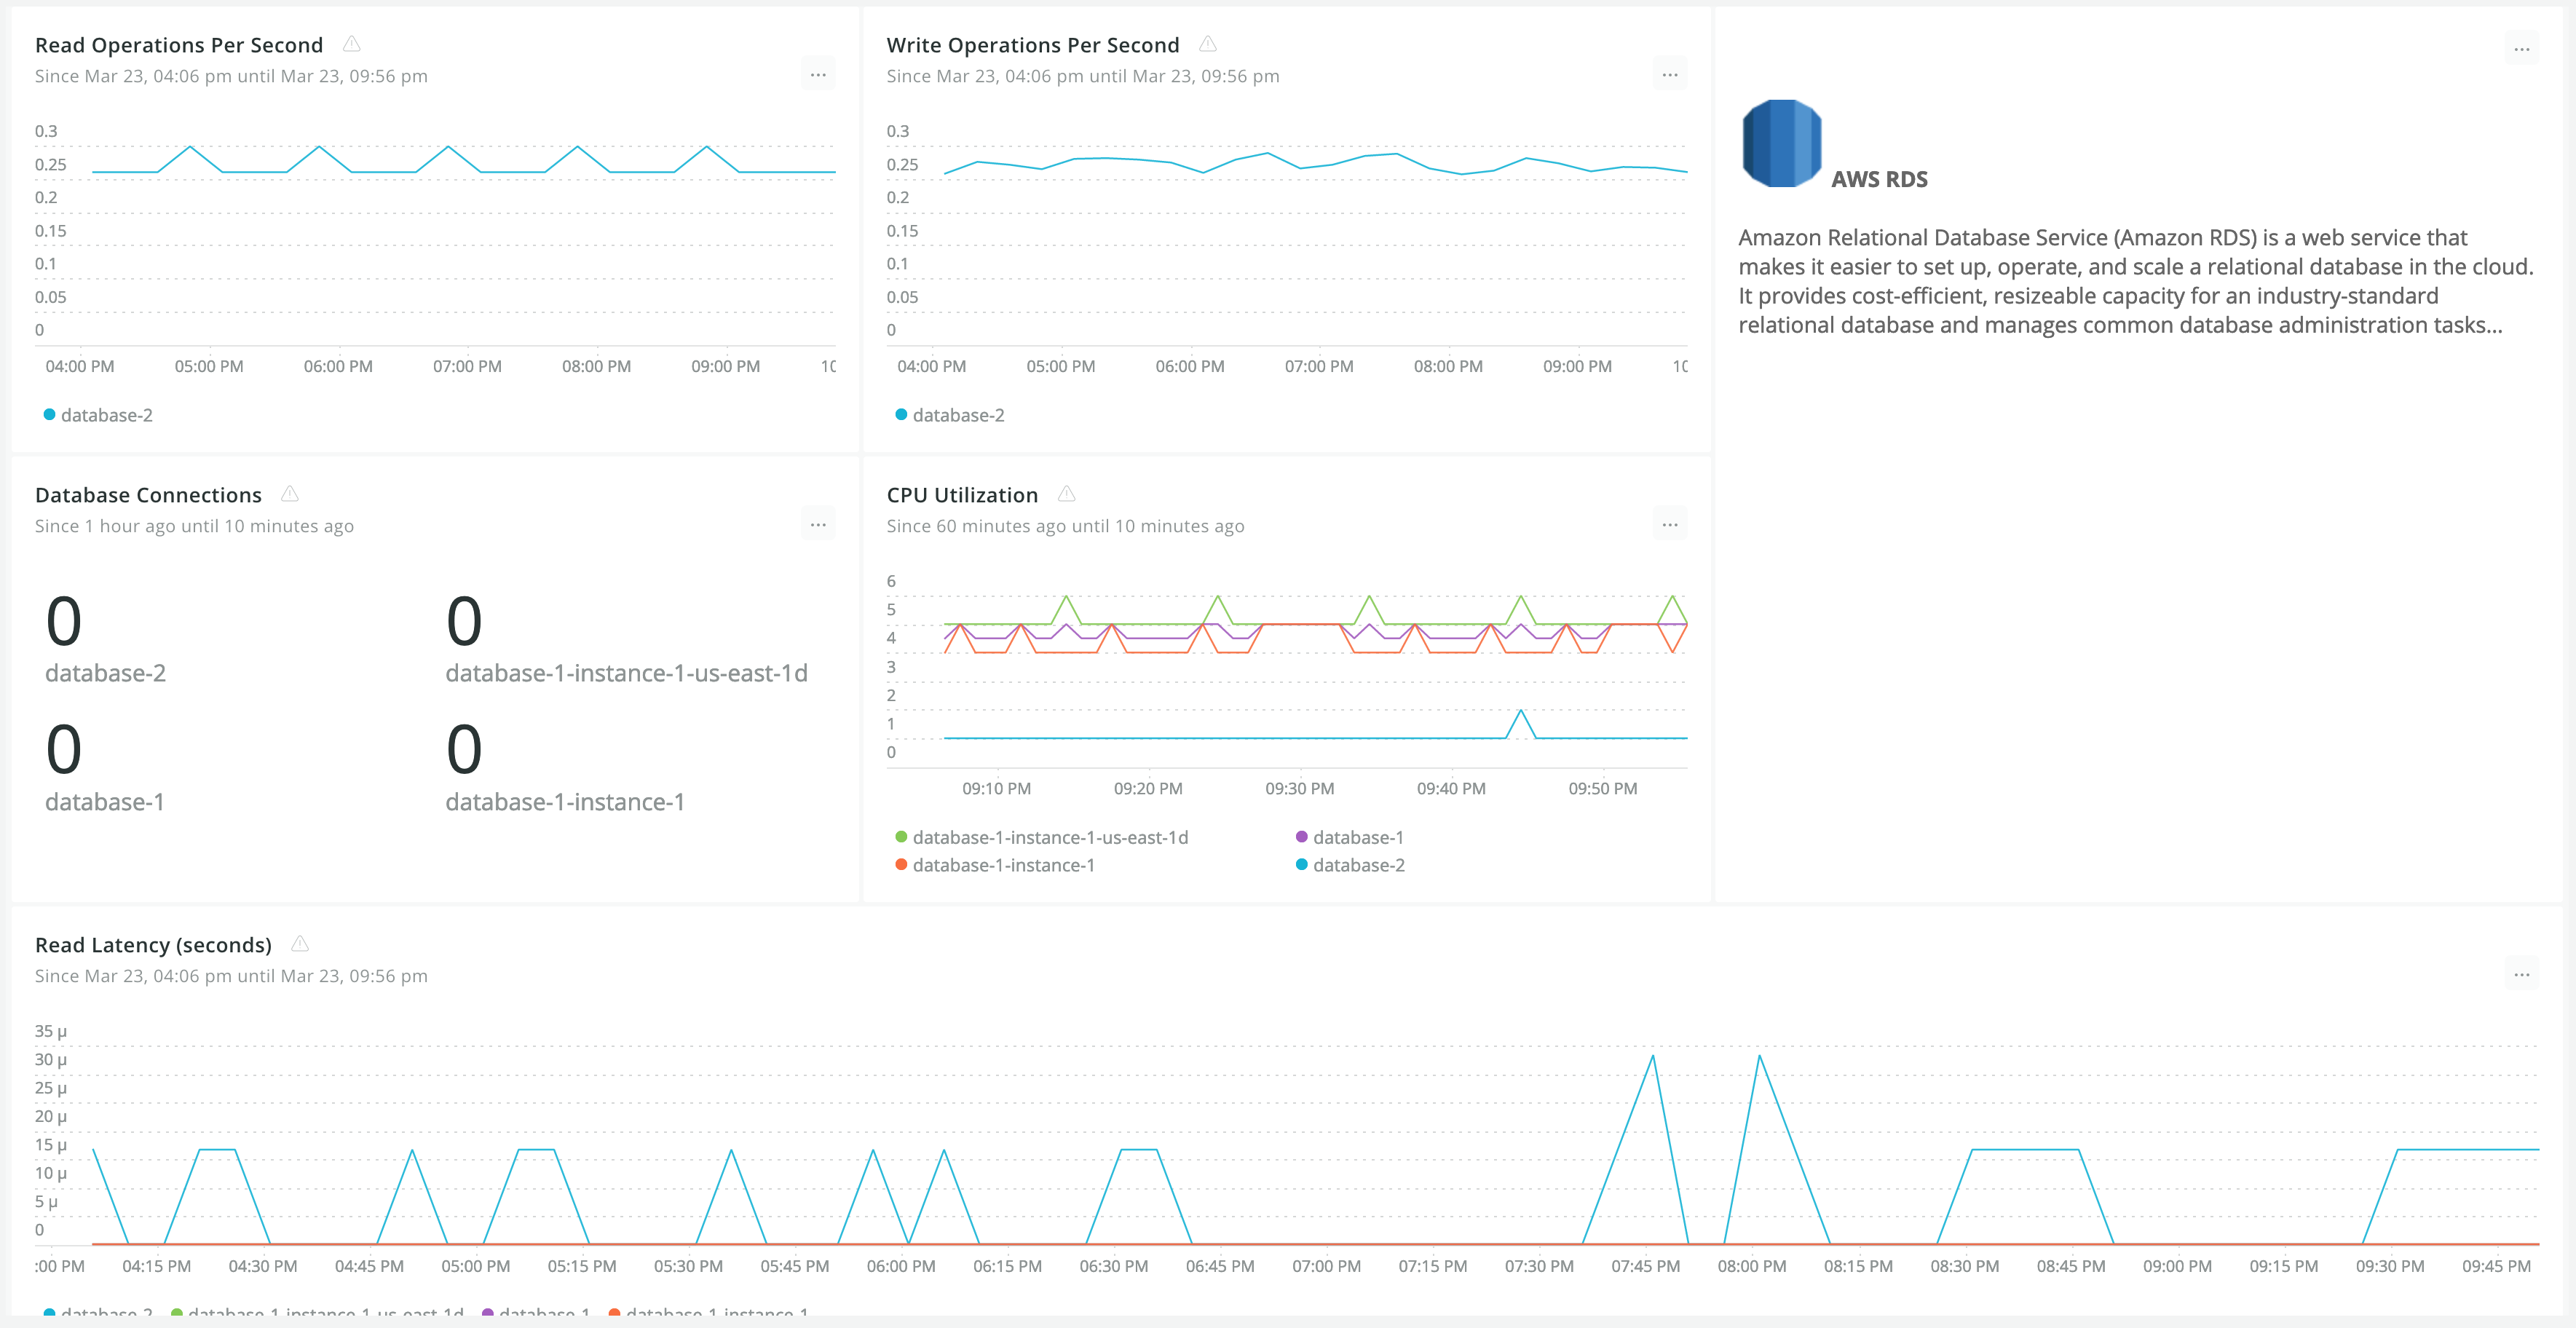 Read Operations Per Second
Since Mar 23, 04:06 pm until Mar 23, 09:56 pm
...
0.3
0.25
0.2
0.15
0.1
0.05
0
04:00 PM 05:00 PM 06:00 PM 07:00 PM 08:00 PM 09:00 PM 10
database-2
Write Operations Per Second
Since Mar 23, 04:06 pm until Mar 23, 09:56 pm
...
0.3
0.25
0.2
0.15
0.1
0.05
0
04:00 PM 05:00 PM 06:00 PM 07:00 PM 08:00 PM 09:00 PM 10
database-2
...
AWS RDS
Amazon Relational Database Service (Amazon RDS) is a web service that
makes it easier to set up, operate, and scale a relational database in the cloud.
It provides cost-efficient, resizeable capacity for an industry-standard
relational database and manages common database administration tasks...
Database Connections
Since 1 hour ago until 10 minutes ago
...
0 0
database-2 database-1-instance-1-us-east-1d
0 0
database-1 database-1-instance-1
CPU Utilization
Since 60 minutes ago until 10 minutes ago
...
6
5
4
3
2
1
0
09:10 PM 09:20 PM 09:30 PM 09:40 PM 09:50 PM
database-1-instance-1-us-east-1d database-1
database-1-instance-1 database-2
Read Latency (seconds)
Since Mar 23, 04:06 pm until Mar 23, 09:56 pm
...
35 µ
30 µ
25 µ
20 µ
15 µ
10 µ
5 µ
0
:00 PM 04:15 PM 04:30 PM 04:45 PM 05:00 PM 05:15 PM 05:30 PM 05:45 PM 06:00 PM 06:15 PM 06:30 PM 06:45 PM 07:00 PM 07:15 PM 07:30 PM 07:45 PM 08:00 PM 08:15 PM 08:30 PM 08:45 PM 09:00 PM 09:15 PM 09:30 PM 09:45 PM
database-2 database-1-instance-1-us-east-1d database-1 database-1-instance-1